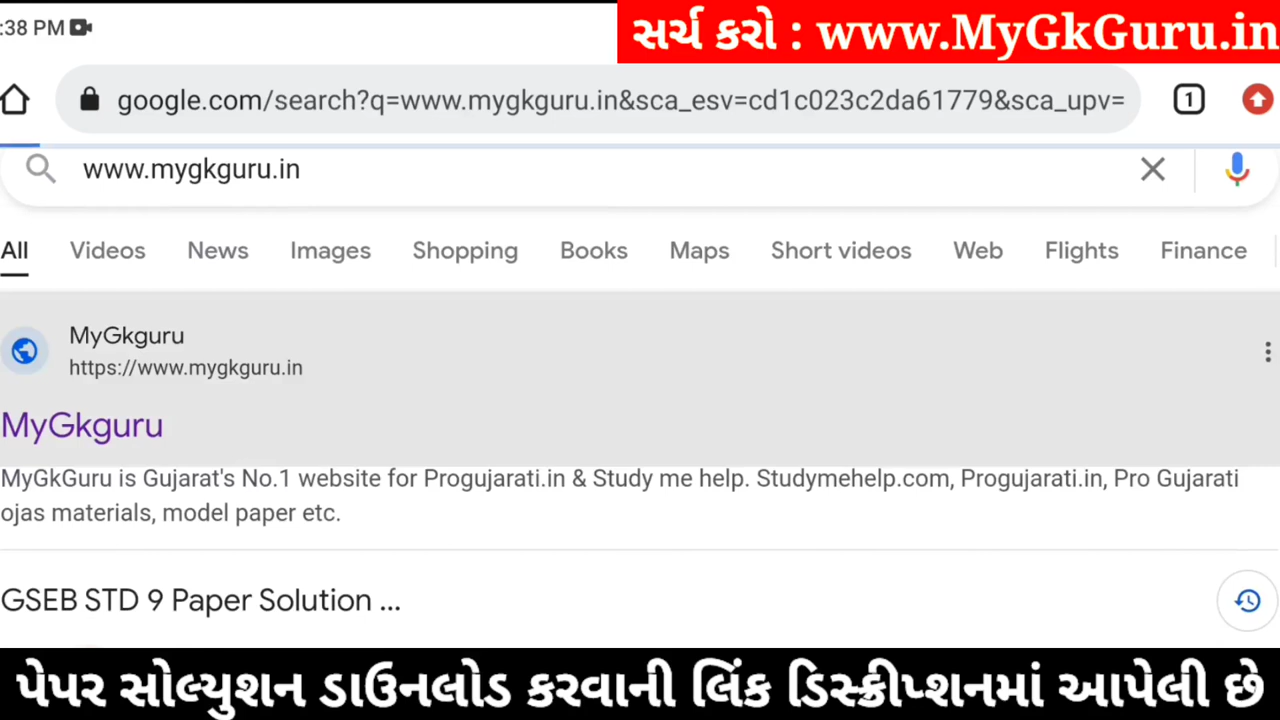 :38 PM
સર્ચ કરો : www.MyGkGuru.in
google.com/search?q=www.mygkguru.in&sca_esv=cd1c023c2da61779&sca_upv=
1
www.mygkguru.in
All Videos News Images Shopping Books Maps Short videos Web Flights Finance
MyGkguru
https://www.mygkguru.in
MyGkguru
MyGkGuru is Gujarat's No.1 website for Progujarati.in & Study me help. Studymehelp.com, Progujarati.in, Pro Gujarati
ojas materials, model paper etc.
GSEB STD 9 Paper Solution ...
પેપર સોલ્યુશન ડાઉનલોડ કરવાની લિંક ડિસ્ક્રીપ્શનમાં આપેલી છે